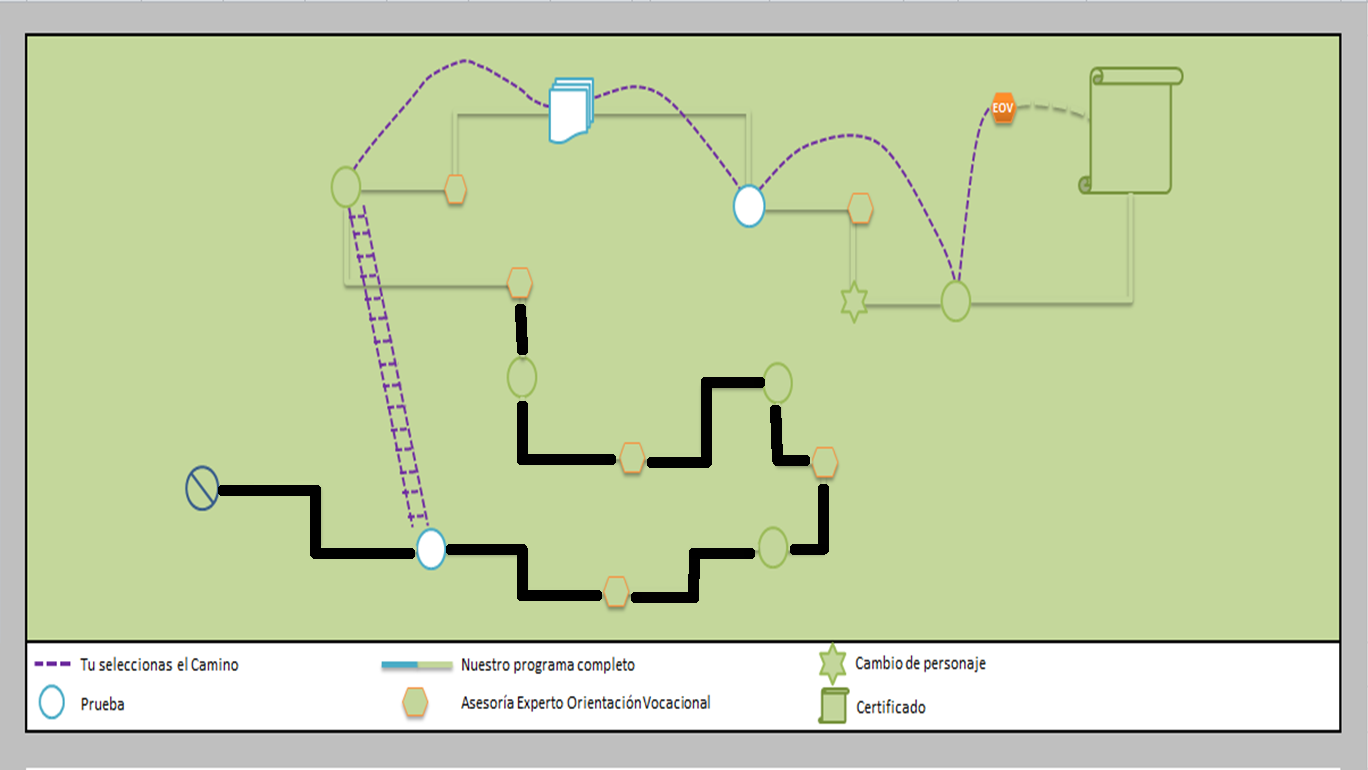 EOV
Tu seleccionas el Camino
Nuestro programa completo
Cambio de personaje
Prueba
Asesoría Experto Orientación Vocacional
Certificado